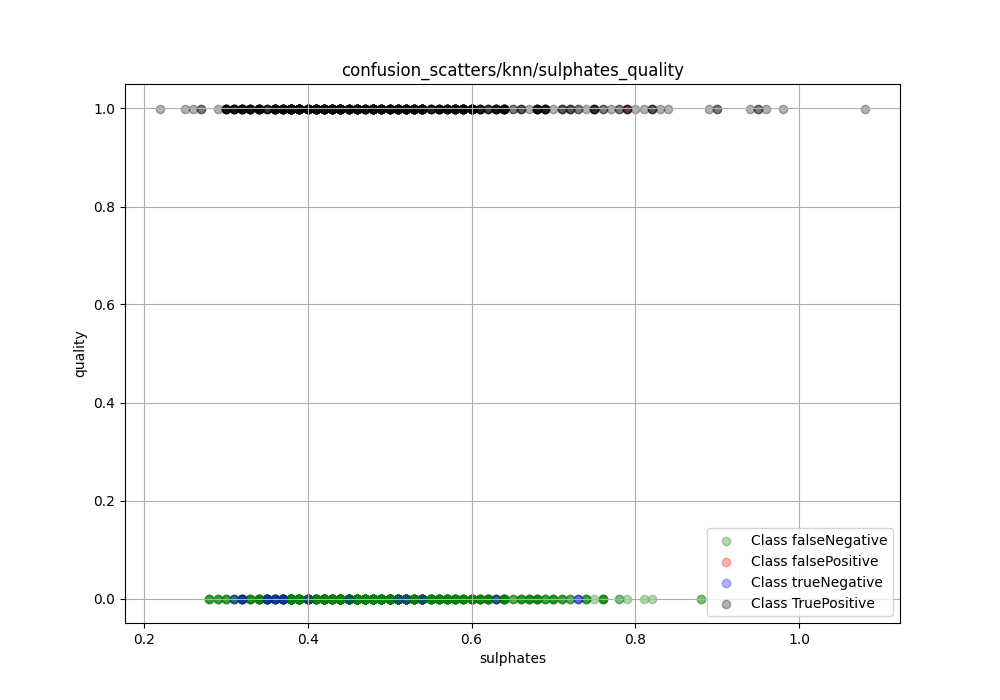 confusion_scatters/knn/sulphates_quality
1.0
0.8
0.6
0.4
0.2
0.0
quality
0.2
0.4
0.6
0.8
1.0
sulphates
Class falseNegative
Class falsePositive
Class trueNegative
Class TruePositive